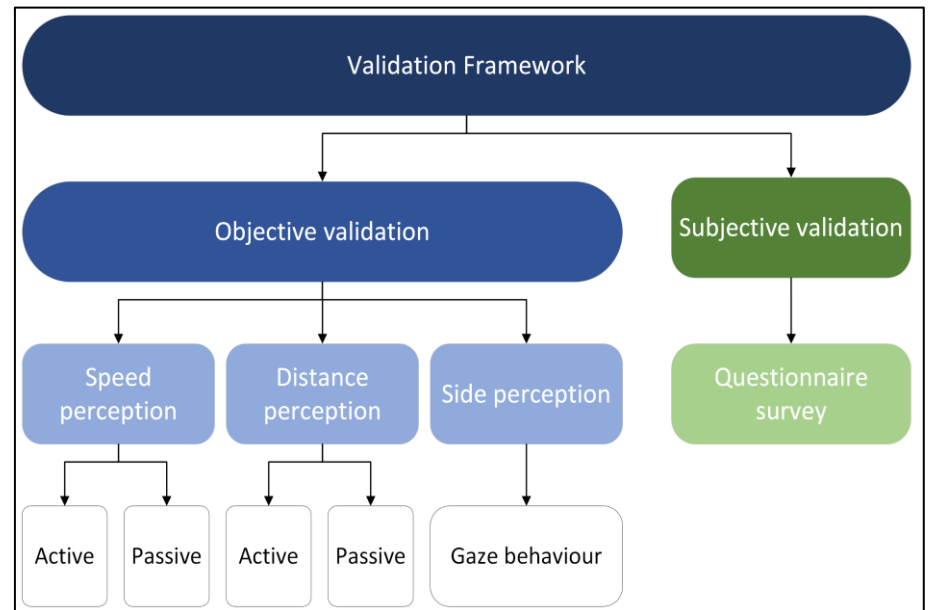 Validation Framework
Objective validation
Subjective validation
Speed
perception
Distance
perception
Side perception
Questionnaire
survey
Active
Passive
Active
Passive
Gaze behaviour